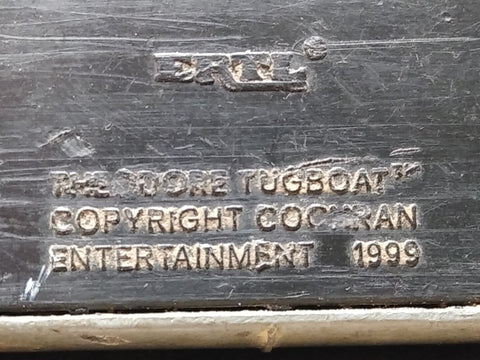 ERTL®
THEODORE TUGBOAT™
COPYRIGHT COCHRAN
ENTERTAINMENT 1999